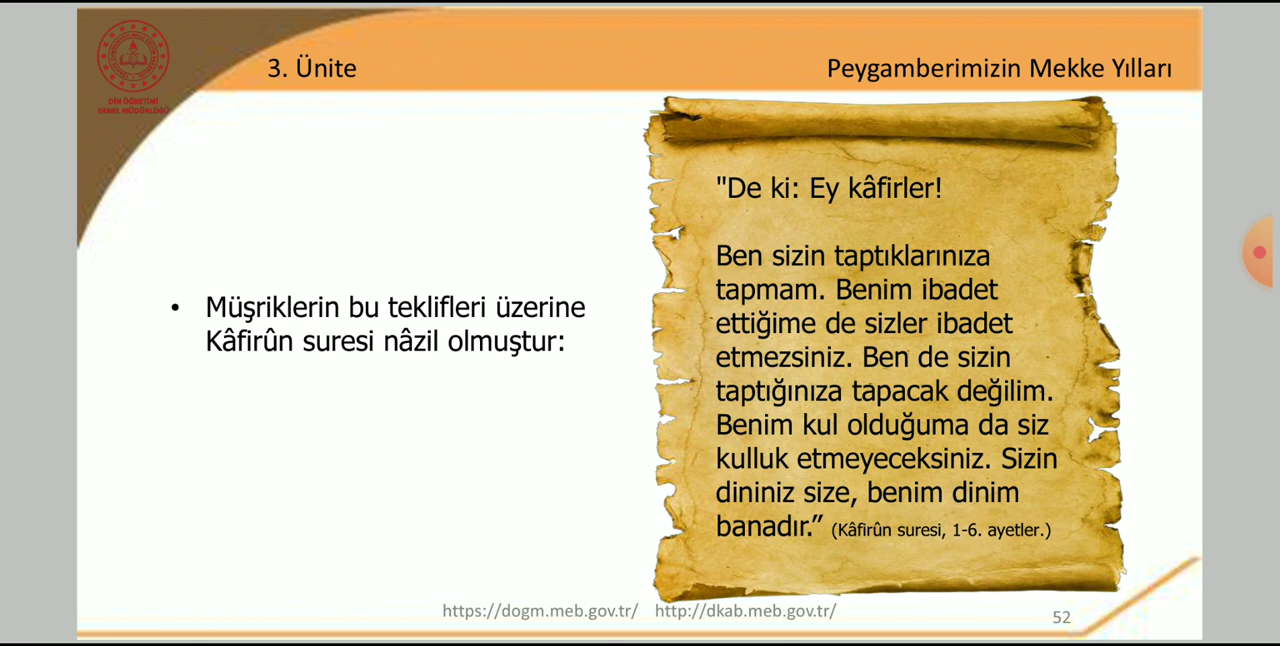 DİN ÖĞRETİMİ
GENEL MÜDÜRLÜĞÜ
3. Ünite
Peygamberimizin Mekke Yılları
• Müşriklerin bu teklifleri üzerine
Kâfirûn suresi nâzil olmuştur:
"De ki: Ey kâfirler!
Ben sizin taptıklarınıza
tapmam. Benim ibadet
ettiğime de sizler ibadet
etmezsiniz. Ben de sizin
taptığınıza tapacak değilim.
Benim kul olduğuma da siz
kulluk etmeyeceksiniz. Sizin
dininiz size, benim dinim
banadır.” (Kâfirûn suresi, 1-6. ayetler.)
https://dogm.meb.gov.tr/ http://dkab.meb.gov.tr/
52